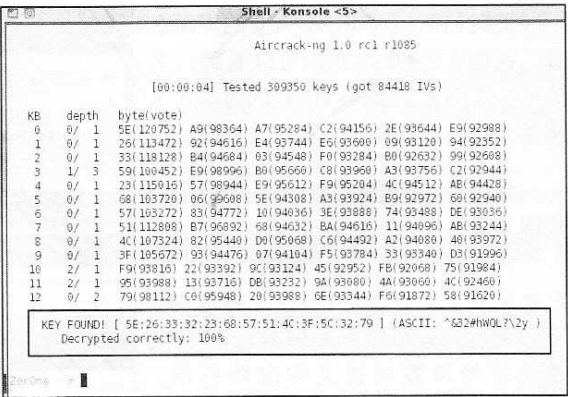 Shell - Konsole <5>
Aircrack-ng 1.0 rc1 r1085
[00:00:04] Tested 309350 keys (got 84418 IVs)
KB depth byte(vote)
0 0/ 1 5E(120752) A9(98364) A7(95284) C2(94156) 2E(93644) E9(92988)
1 0/ 1 26(113472) 92(94616) E4(93744) E6(93600) 09(93120) 94(92352)
2 0/ 1 33(118128) B4(94684) 03(94548) F0(93284) B0(92632) 99(92608)
3 1/ 3 59(100452) E9(98996) B0(95660) C8(93960) A3(93756) C2(92944)
4 0/ 1 23(115016) 57(98944) E9(95612) F9(95204) 4C(94512) AB(94428)
5 0/ 1 68(103720) 06(99608) 5E(94308) A3(93924) B9(92972) 60(92940)
6 0/ 1 57(103272) 83(94772) 10(94036) 3E(93888) 74(93488) DE(93036)
7 0/ 1 51(112808) B7(96892) 68(94632) BA(94616) 11(94096) AB(93244)
8 0/ 1 4C(107324) 82(95440) D0(95068) C6(94492) A2(94080) 40(93972)
9 0/ 1 3F(105672) 93(94476) 07(94104) F5(93784) 33(93340) D3(91996)
10 2/ 1 F9(93816) 22(93392) 9C(93124) 45(92952) FB(92068) 75(91984)
11 2/ 1 95(93988) 13(93716) DB(93232) 9A(93080) 4A(93060) 4C(92460)
12 0/ 2 79(98112) C0(95948) 20(93988) 6E(93344) F6(91872) 58(91620)
KEY FOUND! [ 5E:26:33:32:23:68:57:51:4C:3F:5C:32:79 ] (ASCII: ^&32#hWQL?\2y )
Decrypted correctly: 100%
ZerOne r